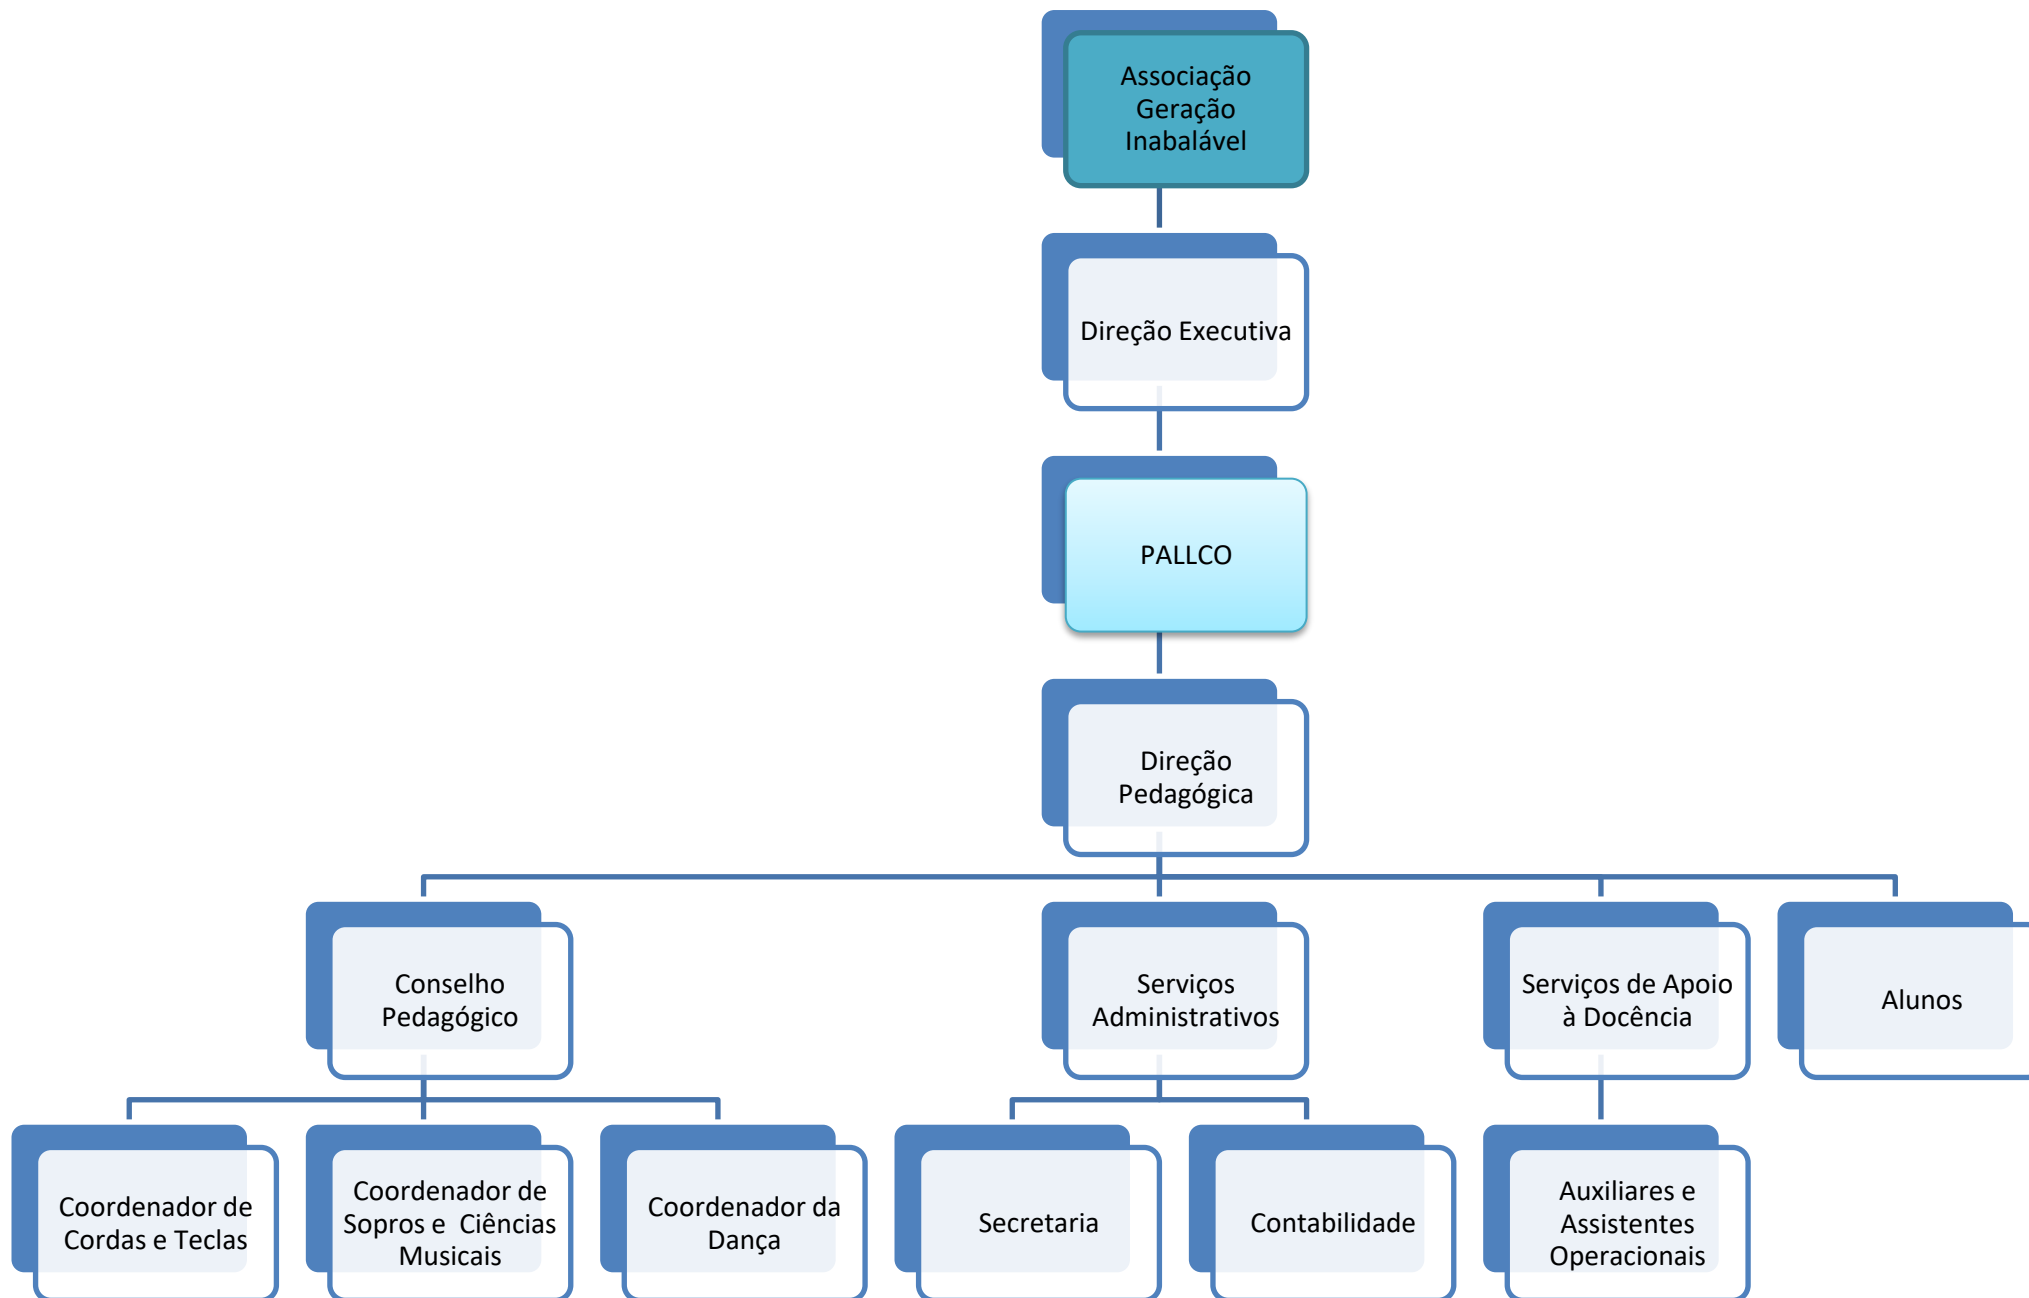 Associação
Geração
Inabalável
Direção Executiva
PALLCO
Direção
Pedagógica
Conselho
Pedagógico
Serviços
Administrativos
Serviços de Apoio
à Docência
Alunos
Coordenador de
Cordas e Teclas
Coordenador de
Sopros e  Ciências
Musicais
Coordenador da
Dança
Secretaria
Contabilidade
Auxiliares e
Assistentes
Operacionais